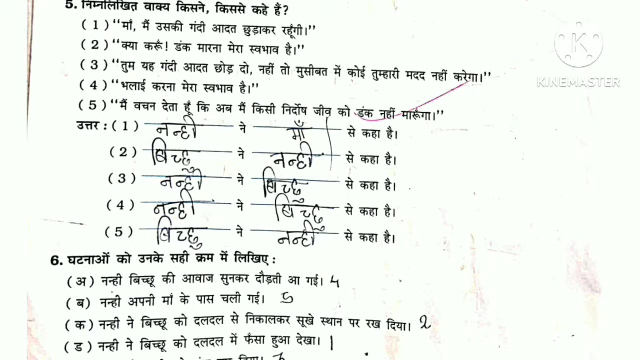 5. निम्नलिखित वाक्य किसने, किससे कहे हैं?
(1) "मां, मैं उसकी गंदी आदत छुड़ाकर रहूंगी।"
(2) "क्या करूं! डंक मारना मेरा स्वभाव है।"
(3) "तुम यह गंदी आदत छोड़ दो, नहीं तो मुसीबत में कोई तुम्हारी मदद नहीं करेगा।"
(4) "भलाई करना मेरा स्वभाव है।"
(5) "मैं वचन देता हूँ कि अब मैं किसी निर्दोष जीव को डंक नहीं मारूंगा।"
उत्तर : (1) नन्ही ने माँ से कहा है।
(2) बिच्छु ने नन्ही से कहा है।
(3) नन्ही ने बिच्छु से कहा है।
(4) नन्ही ने बिच्छु से कहा है।
(5) बिच्छु ने नन्ही से कहा है।
6. घटनाओं को उनके सही क्रम में लिखिए :
(अ) नन्ही बिच्छू की आवाज सुनकर दौड़ती आ गई। 4
(ब) नन्ही अपनी मां के पास चली गई। 5
(क) नन्ही ने बिच्छू को दलदल से निकालकर सूखे स्थान पर रख दिया। 2
(ड) नन्ही ने बिच्छू को दलदल में फँसा हुआ देखा। 1
KINEMASTER